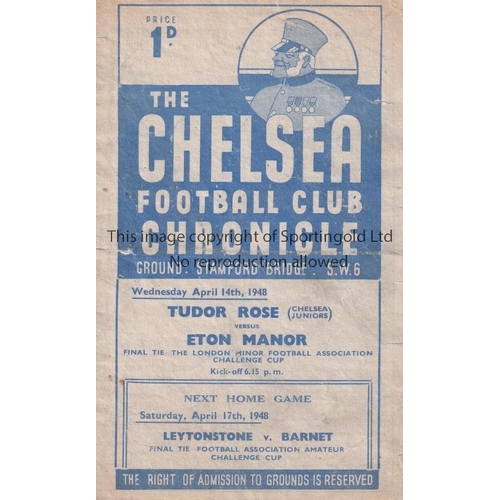 PRICE
1D.
THE
CHELSEA
FOOTBALL CLUB
CHRONICLE
This image copyright of Sportingold Ltd
No reproduction allowed
GROUND: STAMFORD BRIDGE · S.W.6
Wednesday April 14th, 1948
TUDOR ROSE (CHELSEA JUNIORS)
VERSUS
ETON MANOR
FINAL TIE THE LONDON MINOR FOOTBALL ASSOCIATION
CHALLENGE CUP
Kick-off 6.15 p.m.
NEXT HOME GAME
Saturday, April 17th, 1948
LEYTONSTONE v. BARNET
FINAL TIE FOOTBALL ASSOCIATION AMATEUR
CHALLENGE CUP
THE RIGHT OF ADMISSION TO GROUNDS IS RESERVED